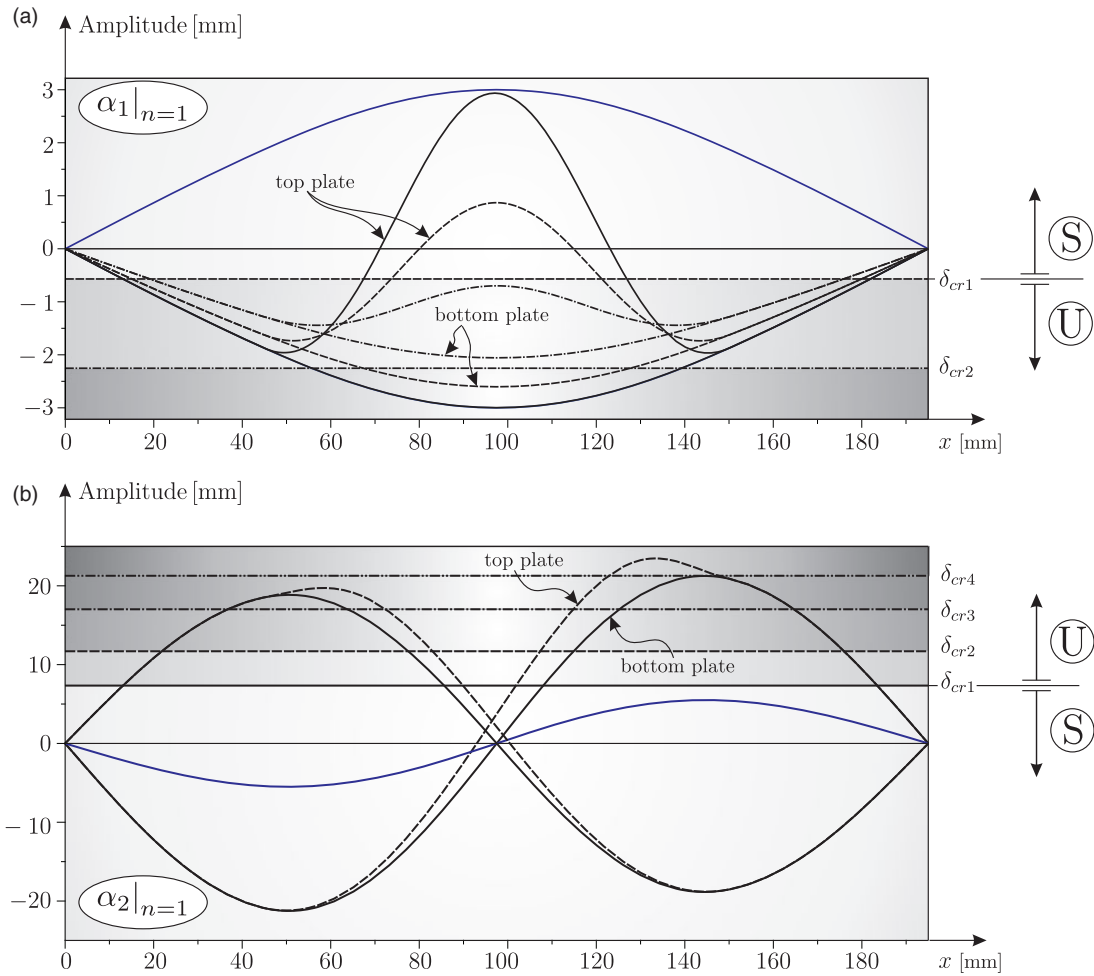 (a)
Amplitude [mm]
α₁|ₙ₌₁
3
2
1
0
−1
−2
−3
top plate
bottom plate
δcr1
δcr2
S
U
0 20 40 60 80 100 120 140 160 180 x [mm]
(b)
Amplitude [mm]
20
10
0
−10
−20
top plate
bottom plate
δcr4
δcr3
δcr2
δcr1
U
S
α₂|ₙ₌₁
0 20 40 60 80 100 120 140 160 180 x [mm]